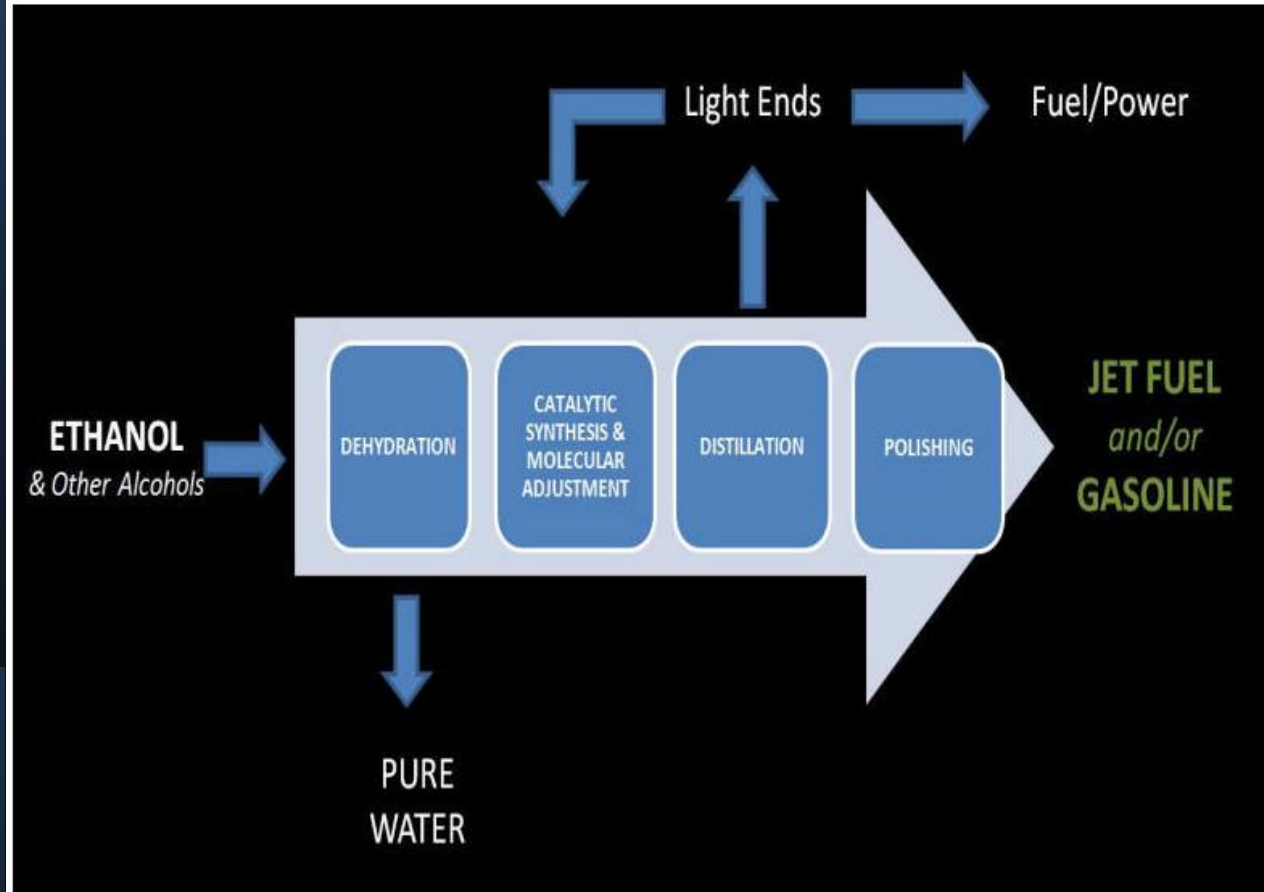 Light Ends
Fuel/Power
ETHANOL
& Other Alcohols
DEHYDRATION
CATALYTIC
SYNTHESIS &
MOLECULAR
ADJUSTMENT
DISTILLATION
POLISHING
JET FUEL
and/or
GASOLINE
PURE
WATER